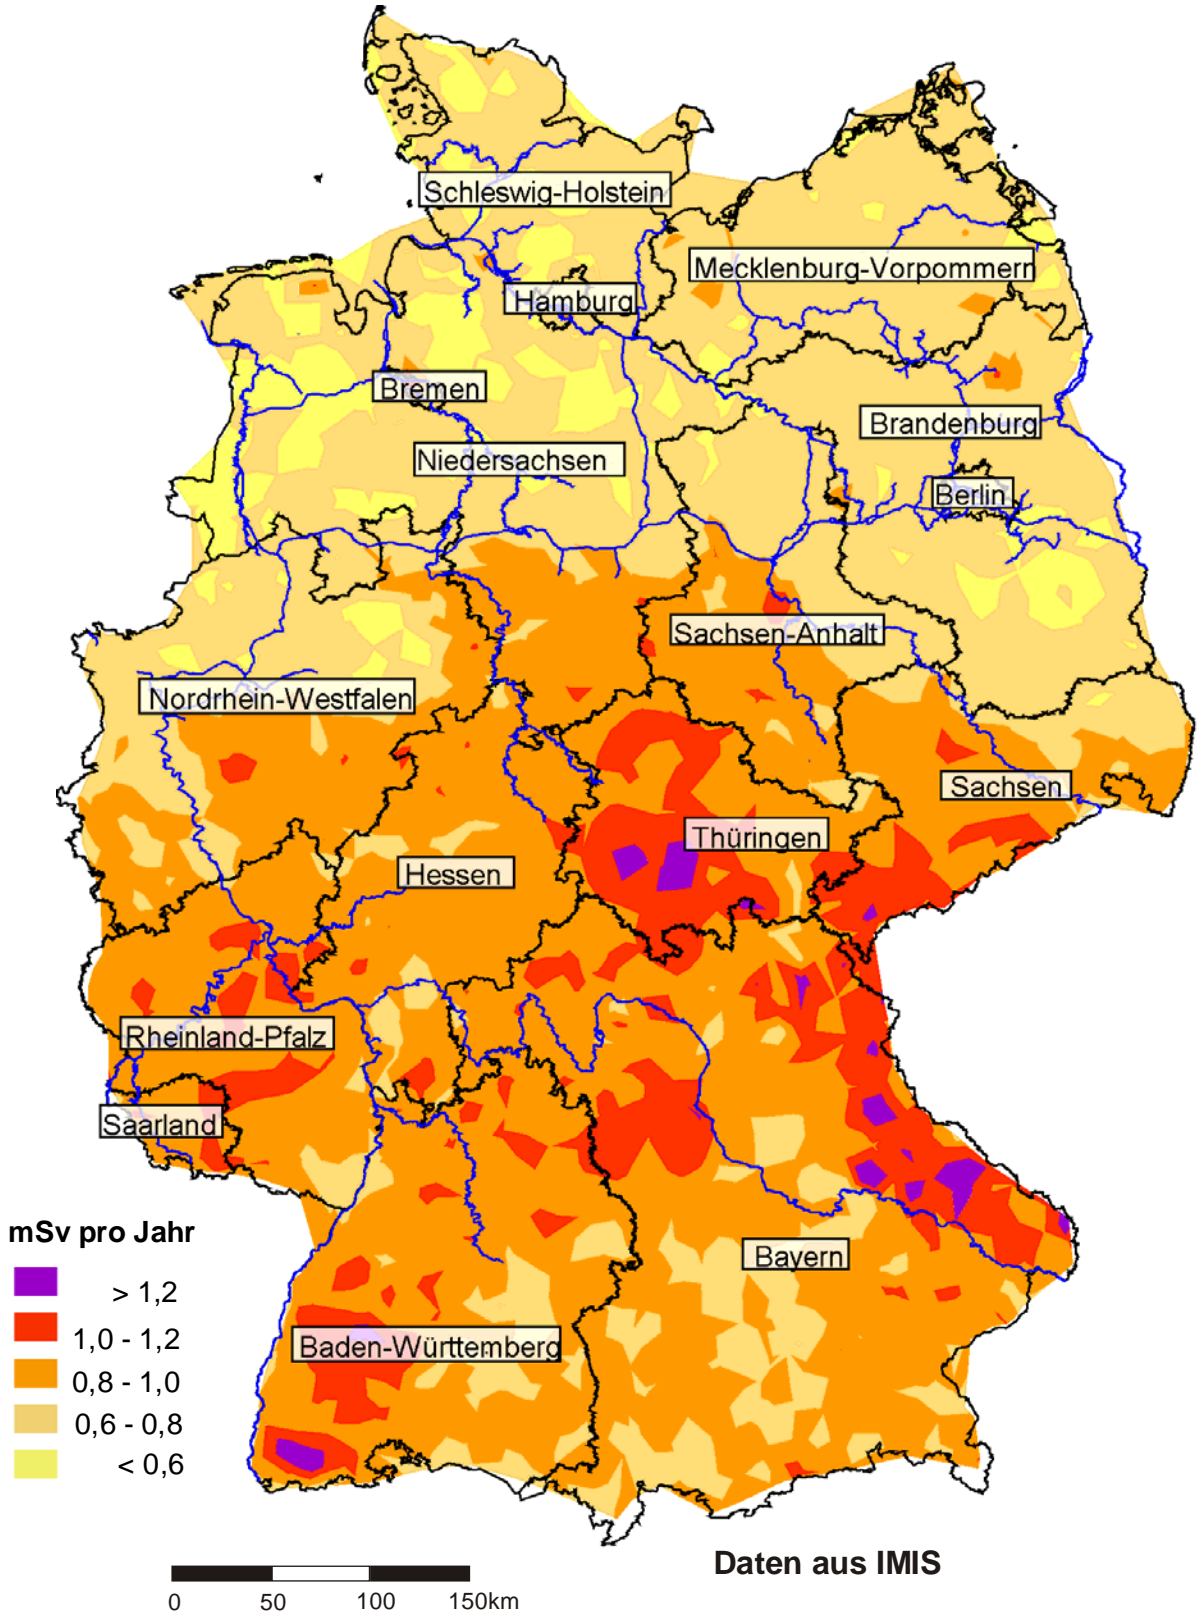 Schleswig-Holstein
Mecklenburg-Vorpommern
Hamburg
Bremen
Brandenburg
Niedersachsen
Berlin
Sachsen-Anhalt
Nordrhein-Westfalen
Sachsen
Thüringen
Hessen
Rheinland-Pfalz
Saarland
Bayern
Baden-Württemberg
mSv pro Jahr
> 1,2
1,0 - 1,2
0,8 - 1,0
0,6 - 0,8
< 0,6
Daten aus IMIS
0 50 100 150km